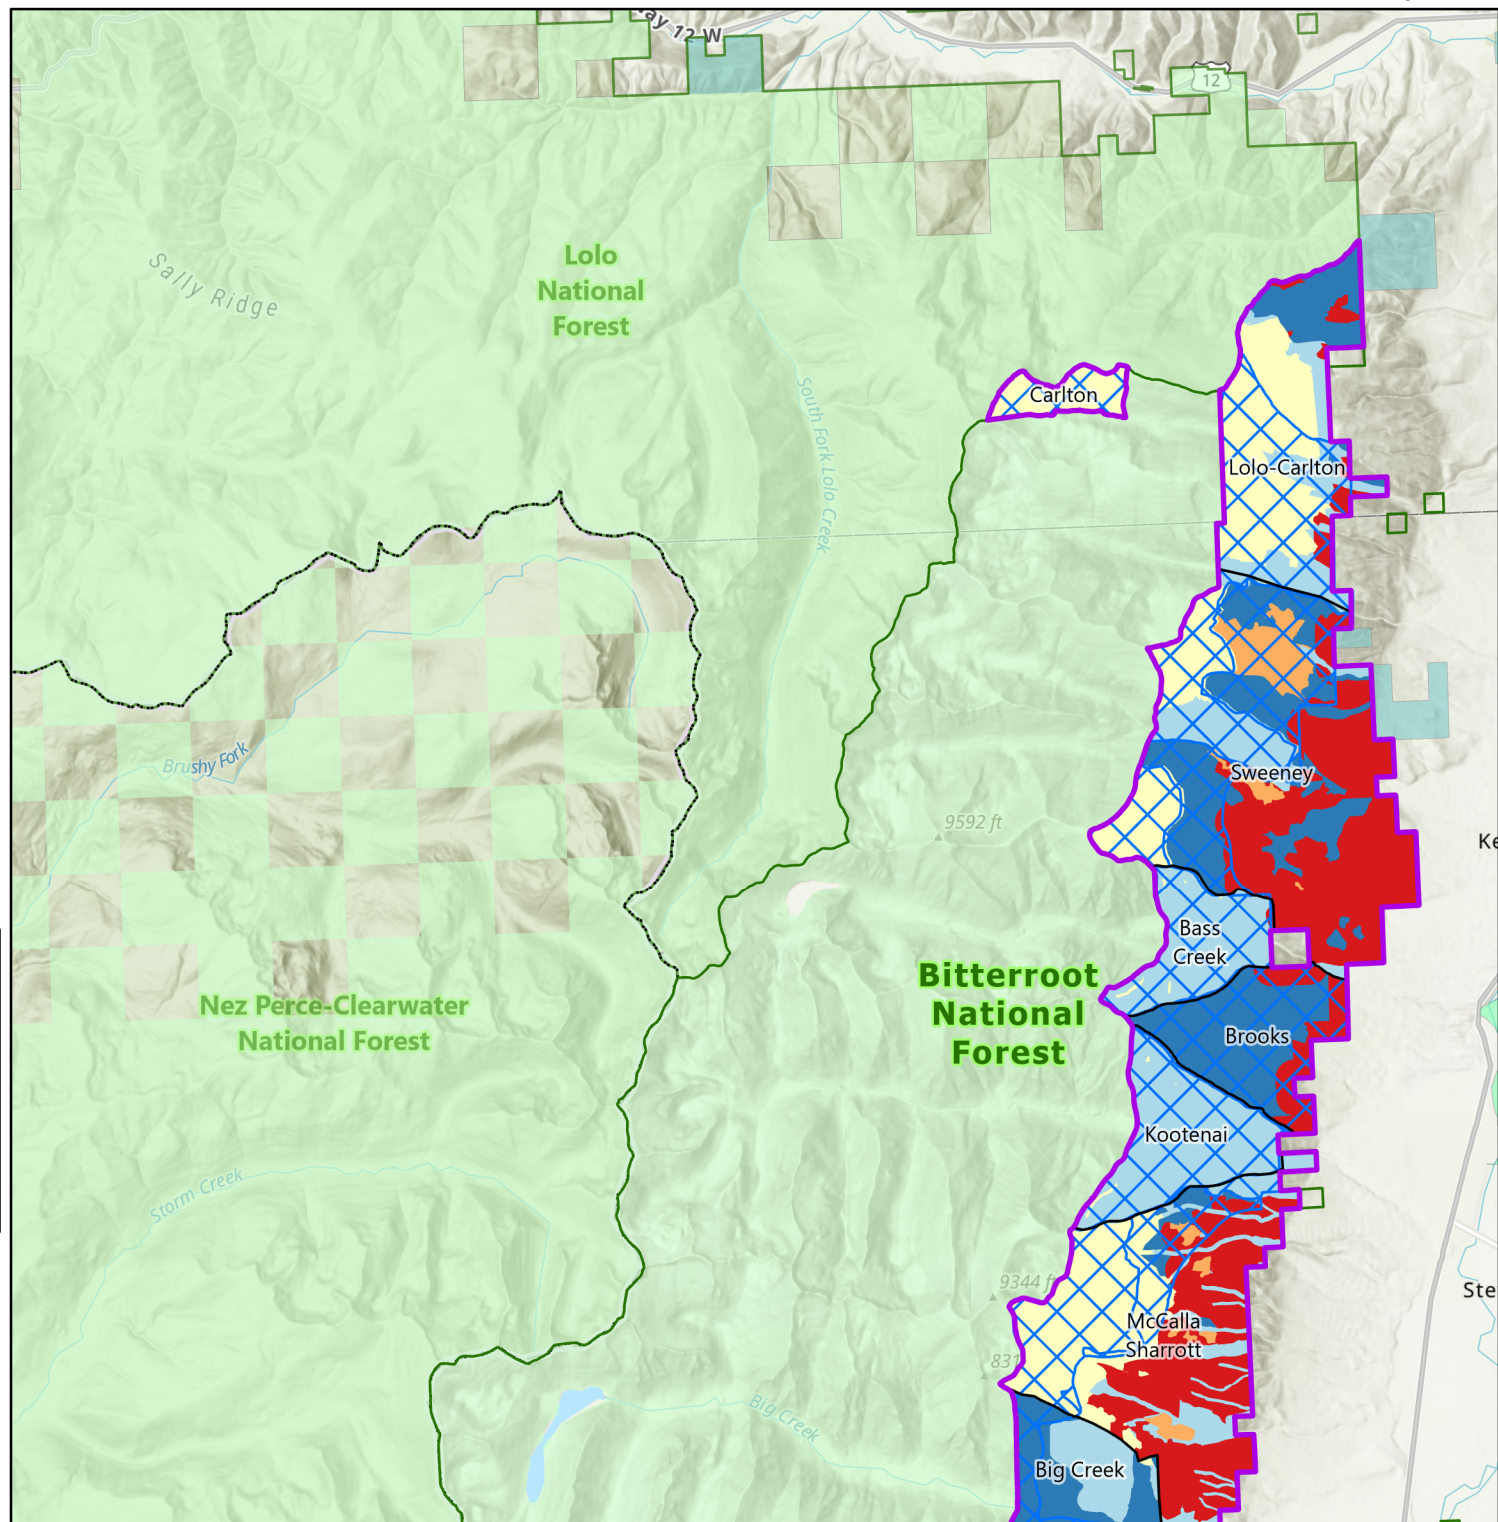 ay 12 W
12
Lolo
National
Forest
Sally Ridge
South Fork Lolo Creek
Carlton
Lolo-Carlton
Brushy Fork
Sweeney
9592 ft
Ke
Bass
Creek
Bitterroot
National
Forest
Nez Perce-Clearwater
National Forest
Brooks
Kootenai
Storm Creek
9344 ft
Ste
McCalla
Sharrott
831
Big Creek
Big Creek